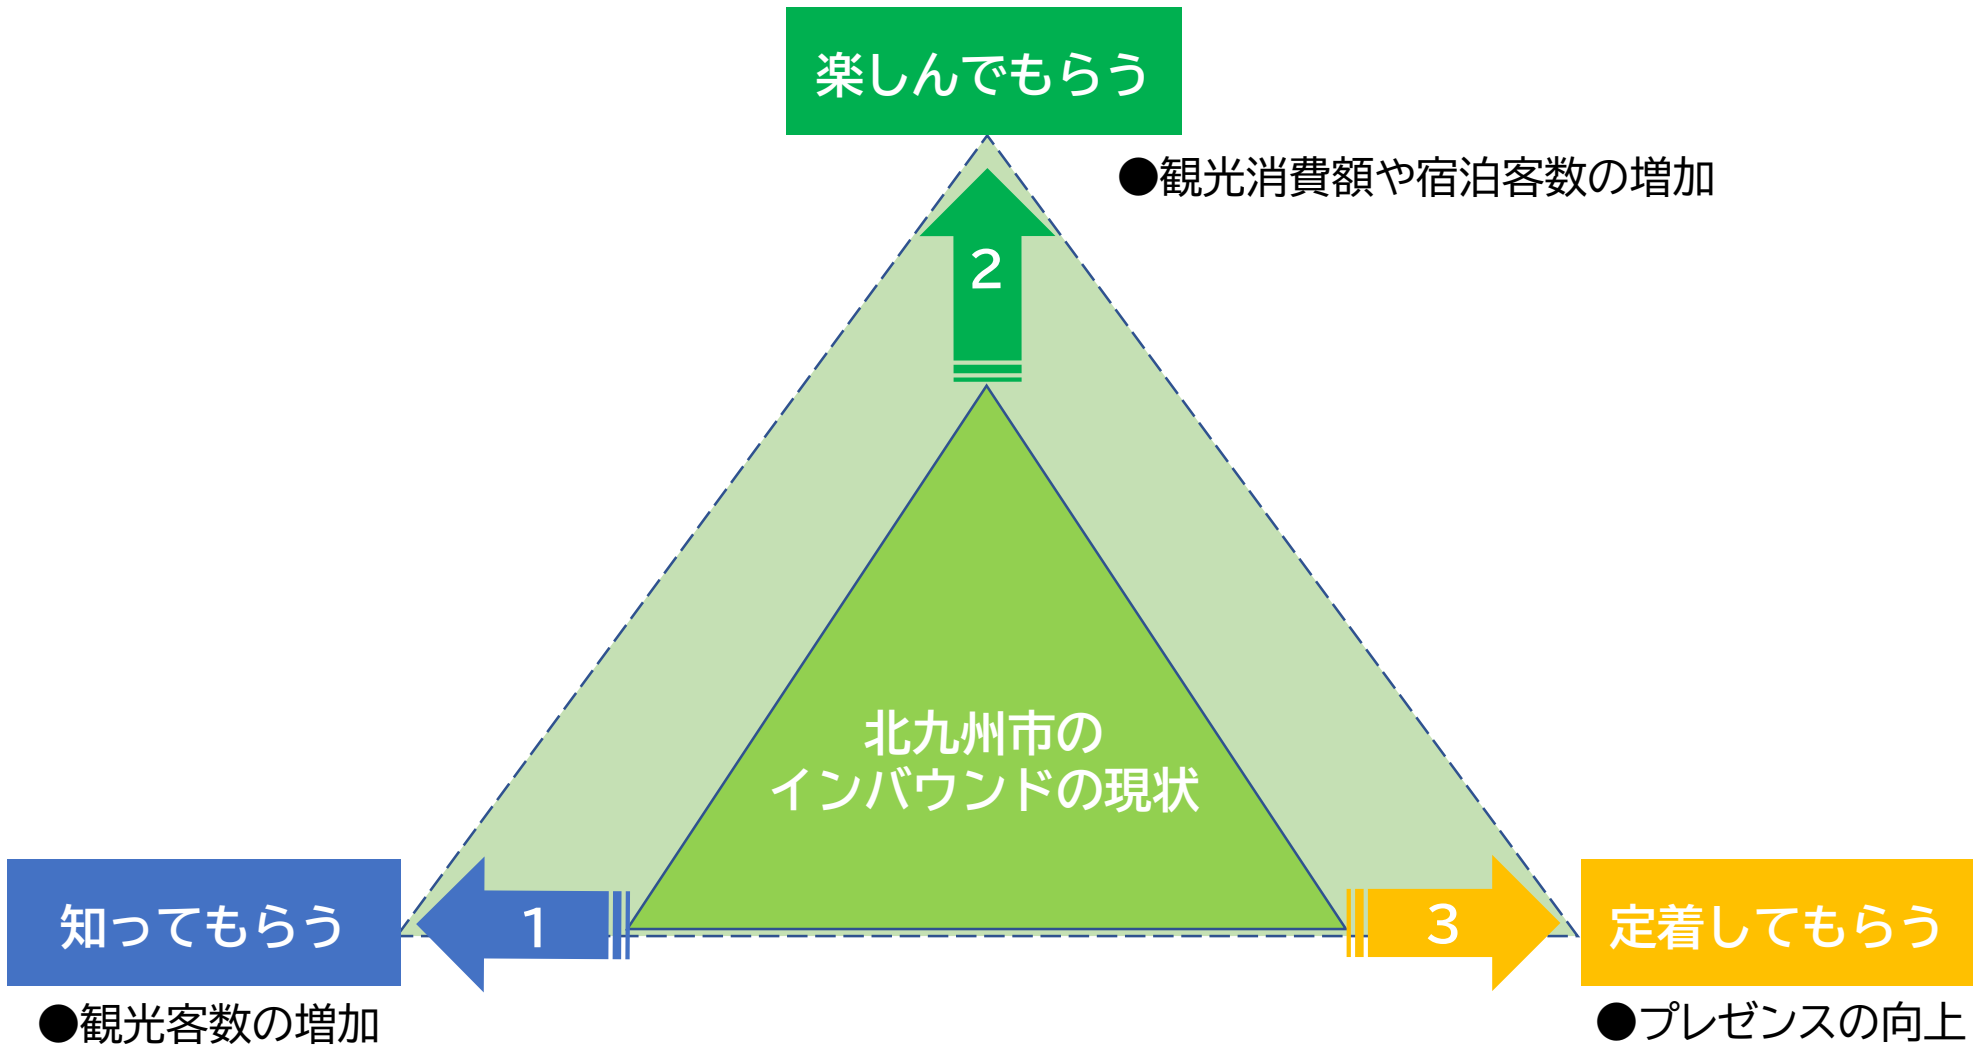 楽しんでもらう
●観光消費額や宿泊客数の増加
2
北九州市の
インバウンドの現状
知ってもらう
1
3
定着してもらう
●観光客数の増加
●プレゼンスの向上